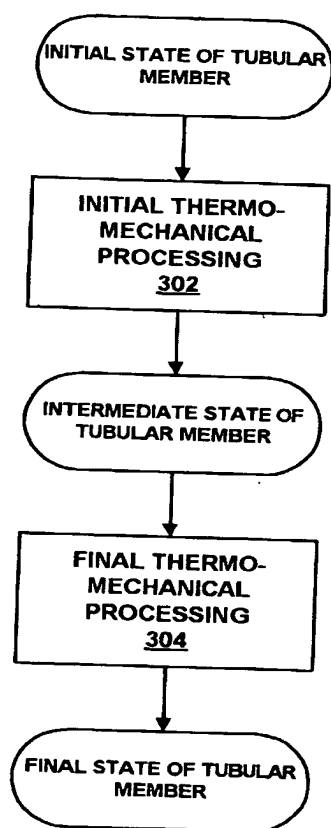 INITIAL STATE OF TUBULAR
MEMBER
INITIAL THERMO-
MECHANICAL
PROCESSING
302
INTERMEDIATE STATE OF
TUBULAR MEMBER
FINAL THERMO-
MECHANICAL
PROCESSING
304
FINAL STATE OF TUBULAR
MEMBER